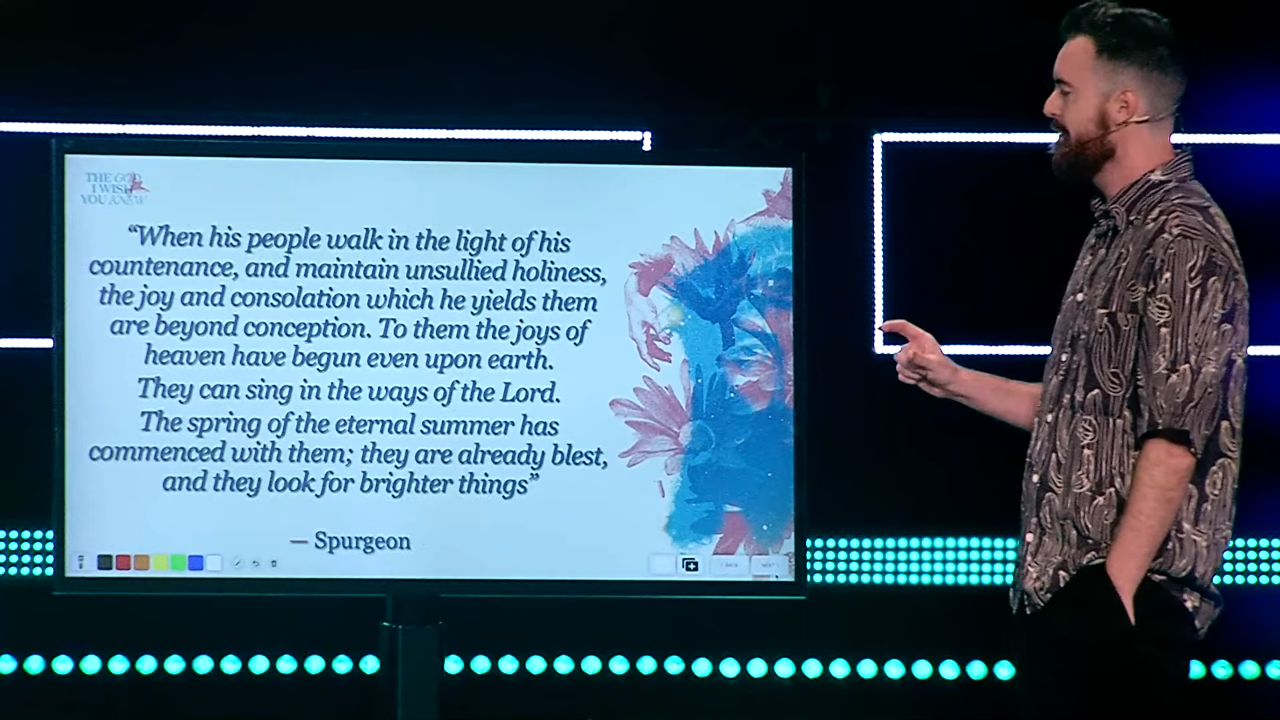 THE GOD
I WISH
YOU KNEW
“When his people walk in the light of his
countenance, and maintain unsullied holiness,
the joy and consolation which he yields them
are beyond conception. To them the joys of
heaven have begun even upon earth.
They can sing in the ways of the Lord.
The spring of the eternal summer has
commenced with them; they are already blest,
and they look for brighter things”
— Spurgeon
BACK
NEXT